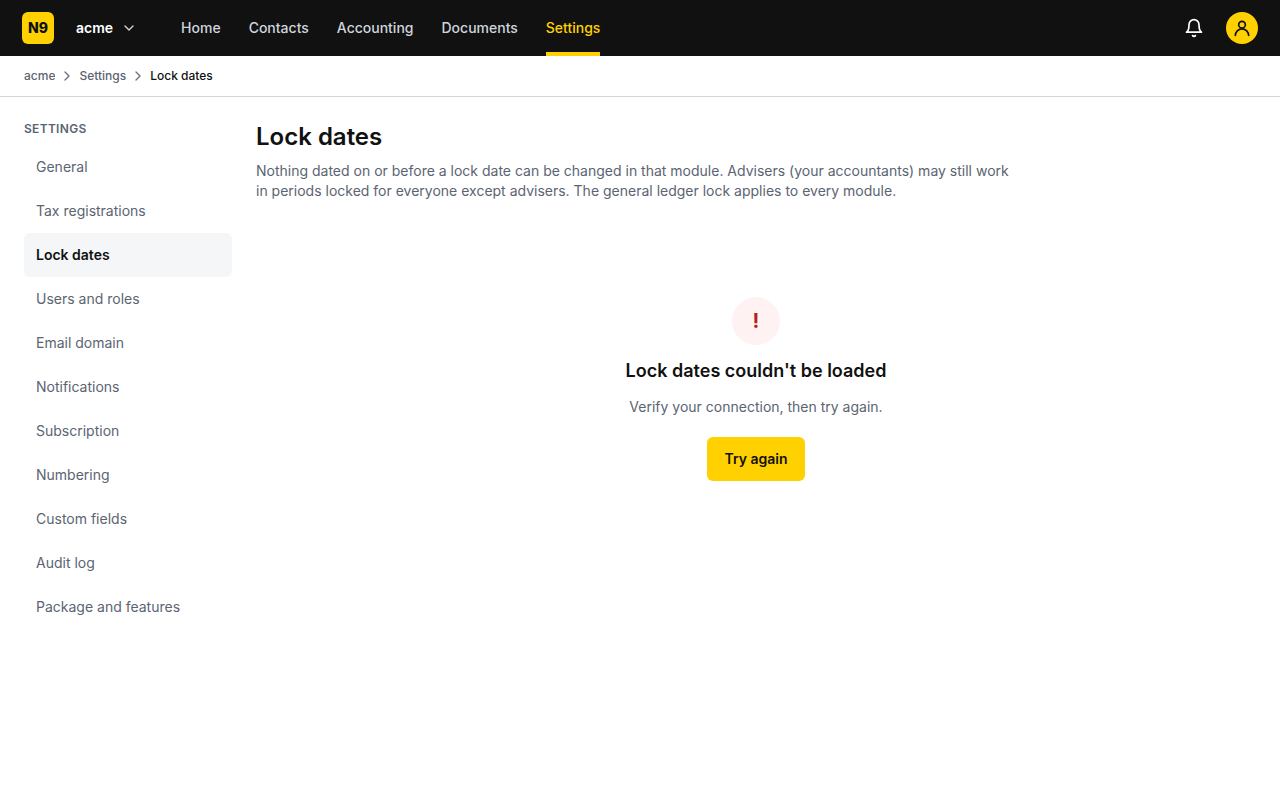 N9 acme Home Contacts Accounting Documents Settings
acme Settings Lock dates
SETTINGS
General
Tax registrations
Lock dates
Users and roles
Email domain
Notifications
Subscription
Numbering
Custom fields
Audit log
Package and features
Lock dates
Nothing dated on or before a lock date can be changed in that module. Advisers (your accountants) may still work
in periods locked for everyone except advisers. The general ledger lock applies to every module.
!
Lock dates couldn't be loaded
Verify your connection, then try again.
Try again